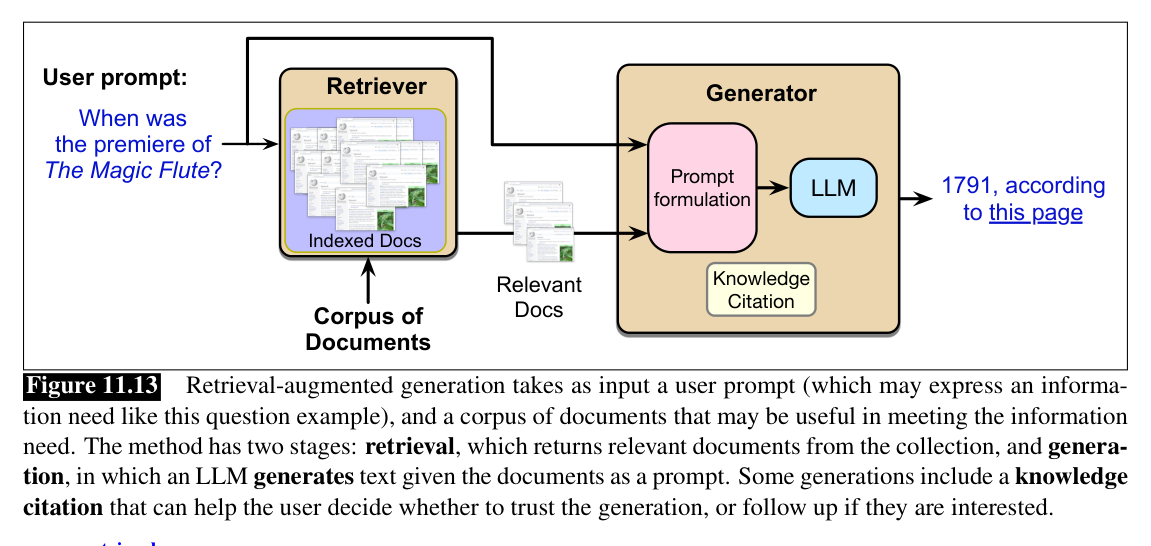 User prompt:
When was
the premiere of
The Magic Flute?
Retriever
Indexed Docs
Corpus of
Documents
Relevant
Docs
Generator
Prompt
formulation
LLM
Knowledge
Citation
1791, according
to this page
Figure 11.13 Retrieval-augmented generation takes as input a user prompt (which may express an informa-
tion need like this question example), and a corpus of documents that may be useful in meeting the information
need. The method has two stages: retrieval, which returns relevant documents from the collection, and genera-
tion, in which an LLM generates text given the documents as a prompt. Some generations include a knowledge
citation that can help the user decide whether to trust the generation, or follow up if they are interested.